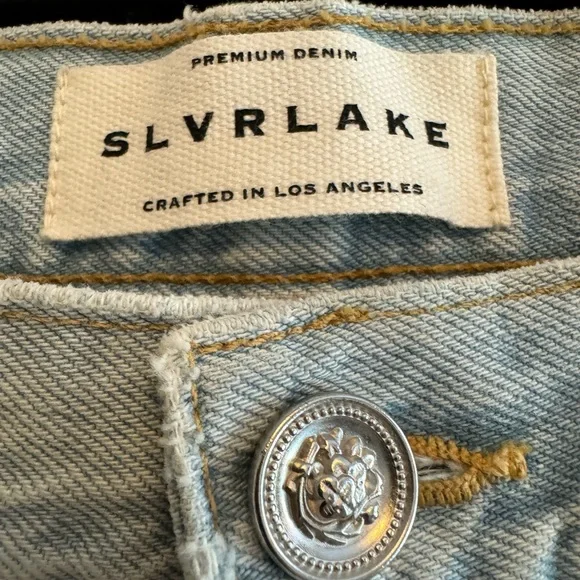 PREMIUM DENIM
SLVRLAKE
CRAFTED IN LOS ANGELES